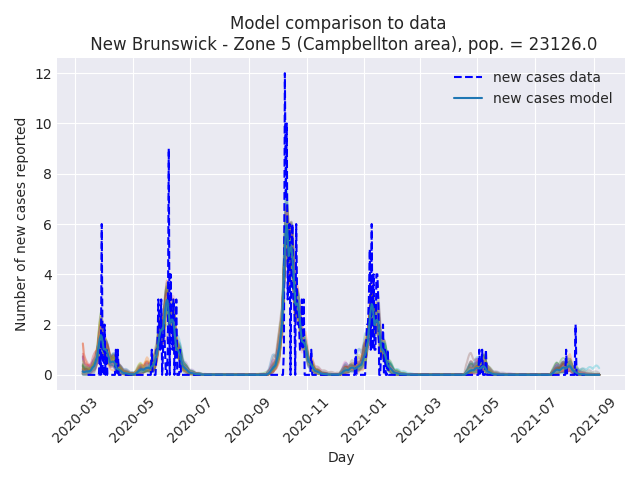 Model comparison to data
New Brunswick - Zone 5 (Campbellton area), pop. = 23126.0
new cases data
new cases model
Number of new cases reported
12
10
8
6
4
2
0
2020-03
2020-05
2020-07
2020-09
2020-11
2021-01
2021-03
2021-05
2021-07
2021-09
Day